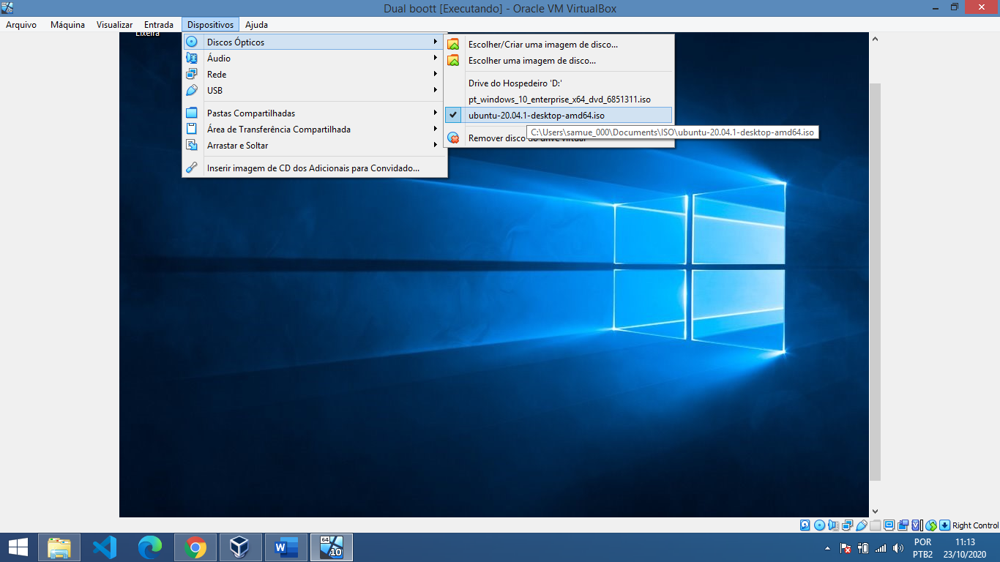 Dual boott [Executando] - Oracle VM VirtualBox
Arquivo Máquina Visualizar Entrada Dispositivos Ajuda
Lixeira
Discos Ópticos
Áudio
Rede
USB
Pastas Compartilhadas
Área de Transferência Compartilhada
Arrastar e Soltar
Inserir imagem de CD dos Adicionais para Convidado...
Escolher/Criar uma imagem de disco...
Escolher uma imagem de disco...
Drive do Hospedeiro 'D:'
pt_windows_10_enterprise_x64_dvd_6851311.iso
ubuntu-20.04.1-desktop-amd64.iso
C:\Users\samue_000\Documents\ISO\ubuntu-20.04.1-desktop-amd64.iso
Remover disco do drive virtual
Right Control
64
10
POR 11:13
PTB2 23/10/2020